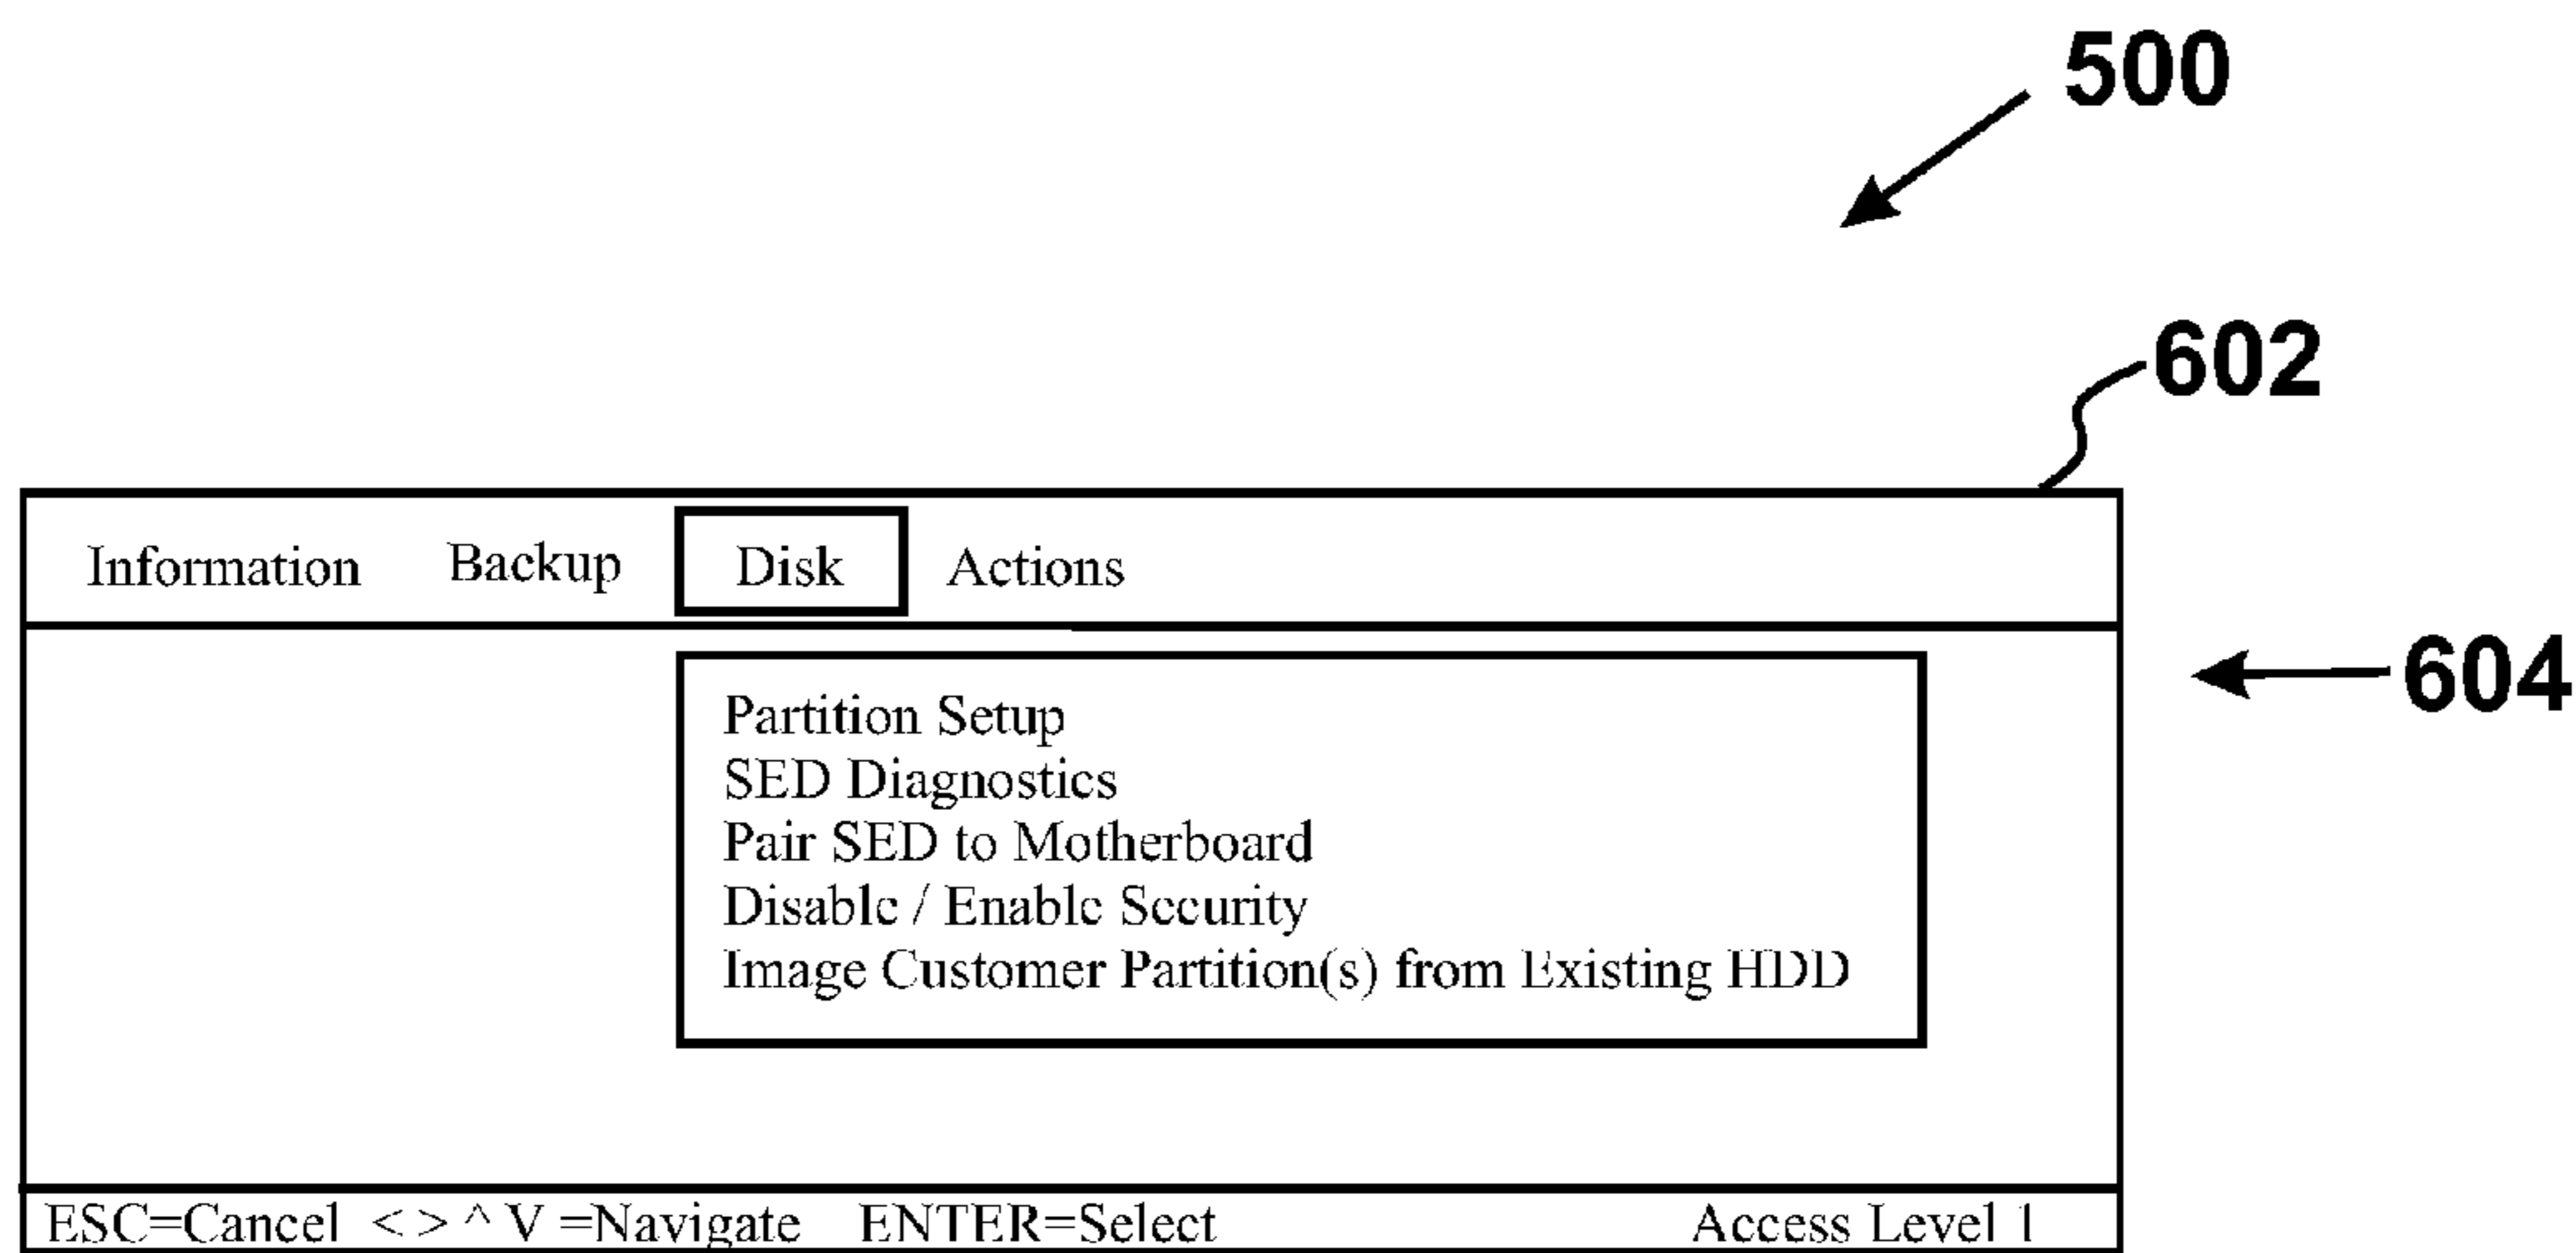 500
602
Information Backup Disk Actions
604
Partition Setup
SED Diagnostics
Pair SED to Motherboard
Disable / Enable Security
Image Customer Partition(s) from Existing HDD
ESC=Cancel < > ^ V =Navigate ENTER=Select Access Level 1